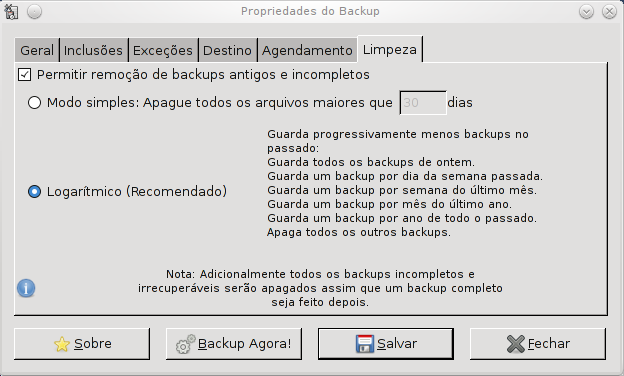 Propriedades do Backup
Geral Inclusões Exceções Destino Agendamento Limpeza
Permitir remoção de backups antigos e incompletos
Modo simples: Apague todos os arquivos maiores que 30 dias
Logarítmico (Recomendado)
Guarda progressivamente menos backups no
passado:
Guarda todos os backups de ontem.
Guarda um backup por dia da semana passada.
Guarda um backup por semana do último mês.
Guarda um backup por mês do último ano.
Guarda um backup por ano de todo o passado.
Apaga todos os outros backups.
Nota: Adicionalmente todos os backups incompletos e
irrecuperáveis serão apagados assim que um backup completo
seja feito depois.
Sobre Backup Agora! Salvar Fechar